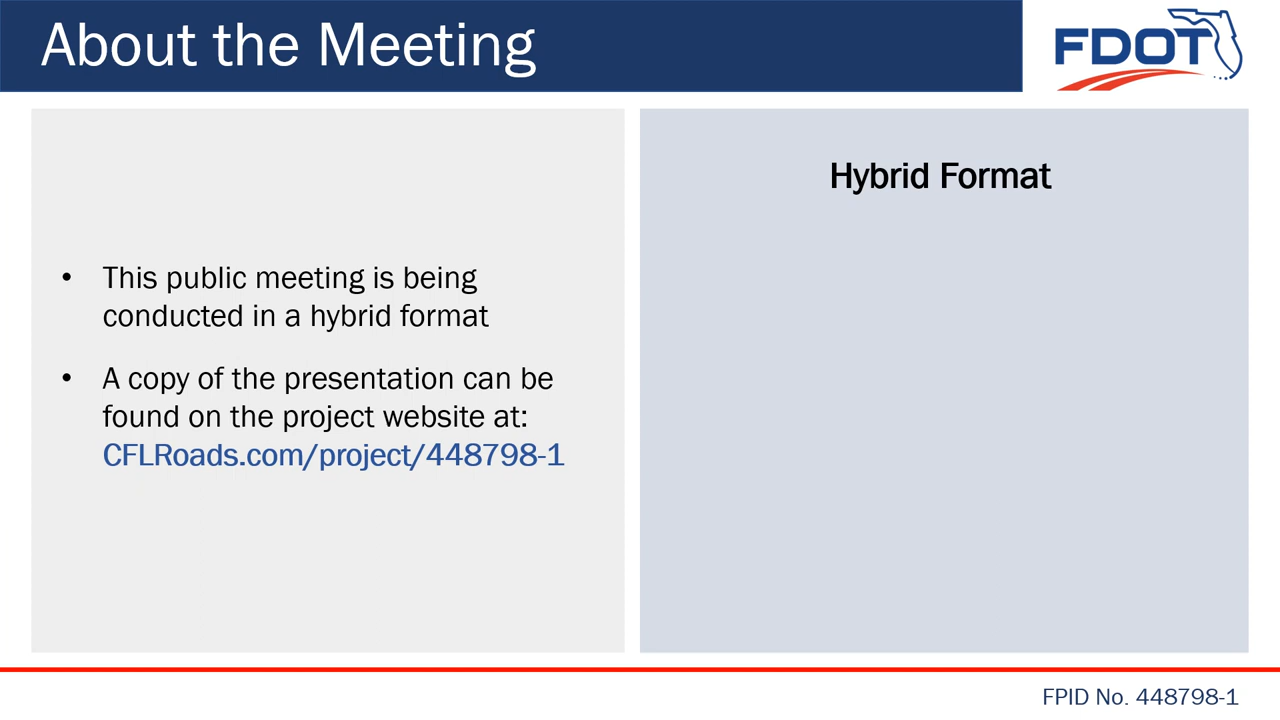 About the Meeting
FDOT
• This public meeting is being
conducted in a hybrid format
• A copy of the presentation can be
found on the project website at:
CFLRoads.com/project/448798-1
Hybrid Format
FPID No. 448798-1